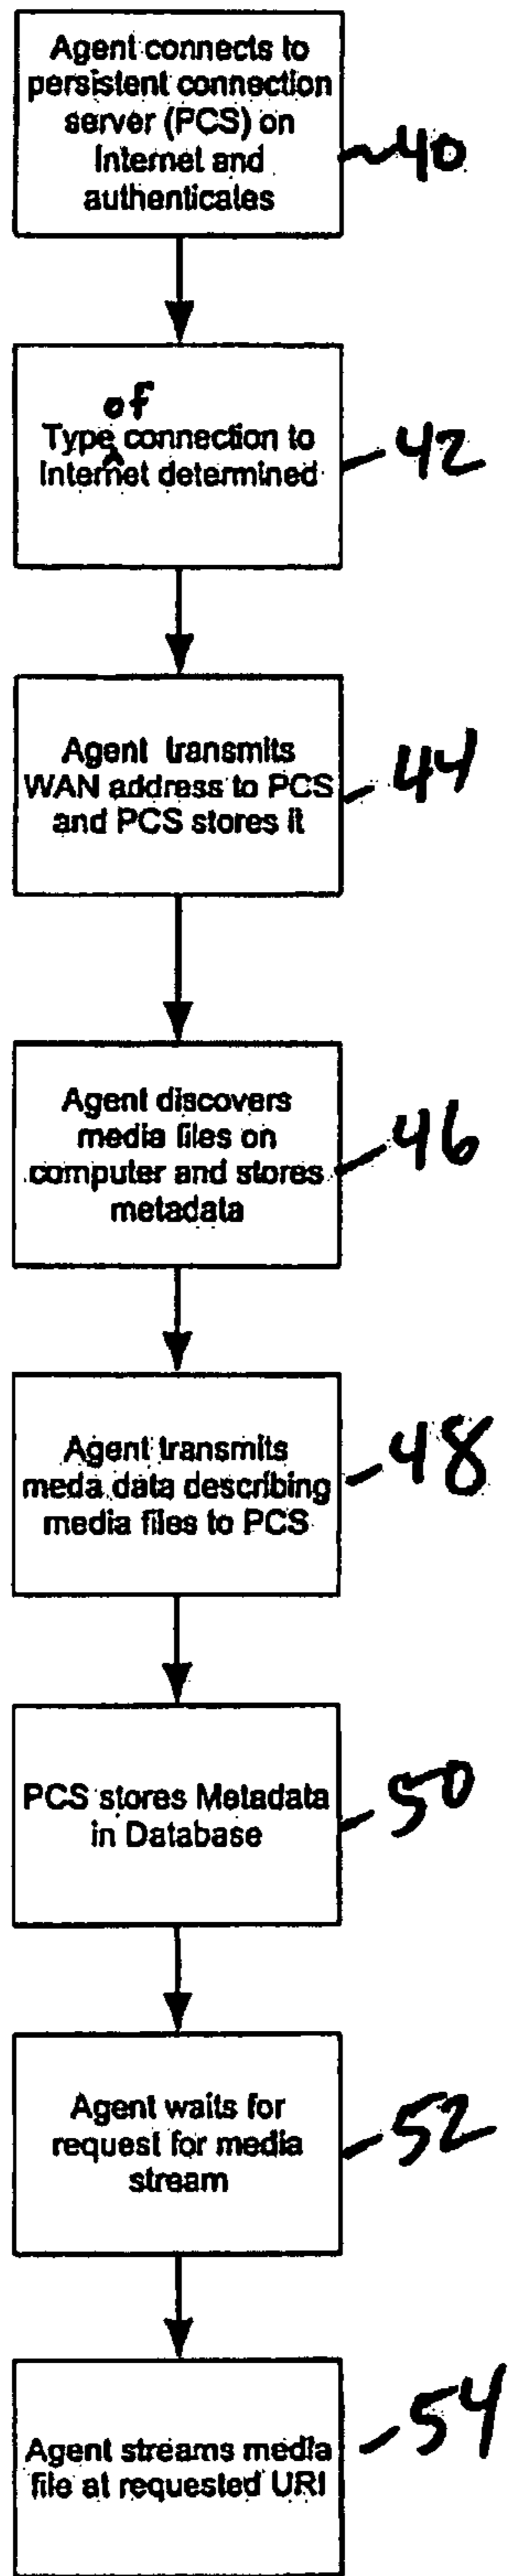 Agent connects to
persistent connection
server (PCS) on
Internet and
authenticates
40
of
Type connection to
Internet determined
42
Agent transmits
WAN address to PCS
and PCS stores it
44
Agent discovers
media files on
computer and stores
metadata
46
Agent transmits
meda data describing
media files to PCS
48
PCS stores Metadata
in Database
50
Agent waits for
request for media
stream
52
Agent streams media
file at requested URI
54